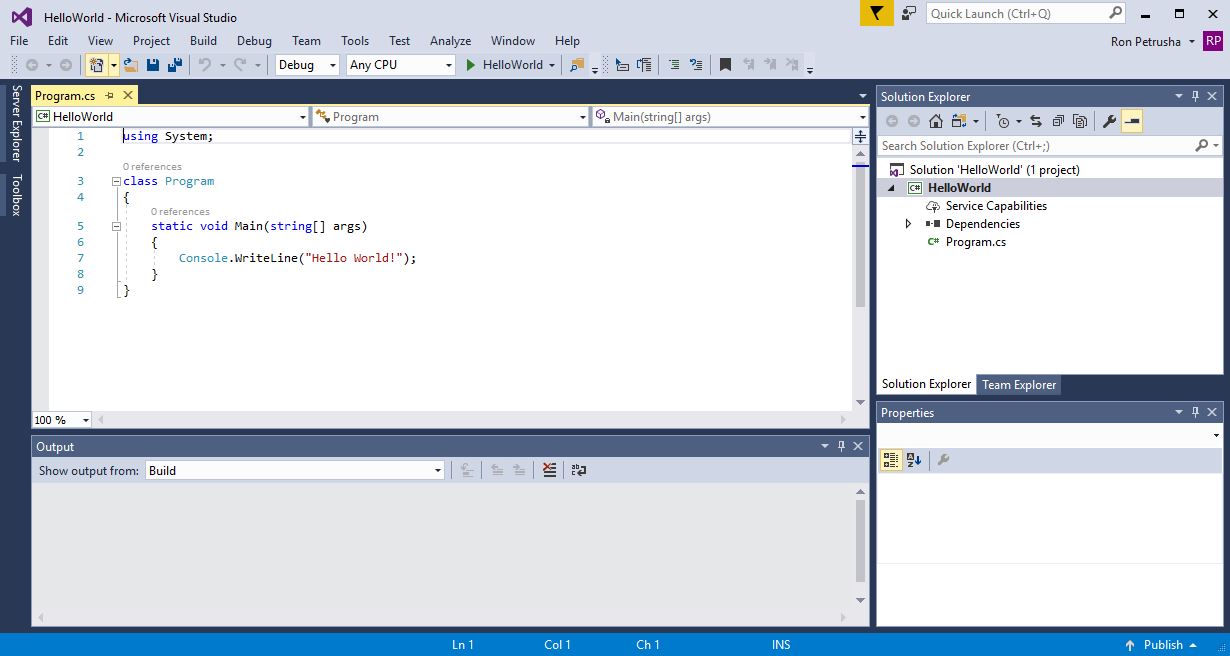 HelloWorld - Microsoft Visual Studio
Quick Launch (Ctrl+Q)
File Edit View Project Build Debug Team Tools Test Analyze Window Help
Ron Petrusha RP
Debug Any CPU HelloWorld
Server Explorer
Toolbox
Program.cs
C# HelloWorld Program Main(string[] args)
1 using System;
2
0 references
3 class Program
4 {
0 references
5 static void Main(string[] args)
6 {
7 Console.WriteLine("Hello World!");
8 }
9 }
100 %
Output
Show output from: Build
Solution Explorer
Search Solution Explorer (Ctrl+;)
Solution 'HelloWorld' (1 project)
C# HelloWorld
Service Capabilities
Dependencies
C# Program.cs
Solution Explorer Team Explorer
Properties
Ln 1 Col 1 Ch 1 INS Publish